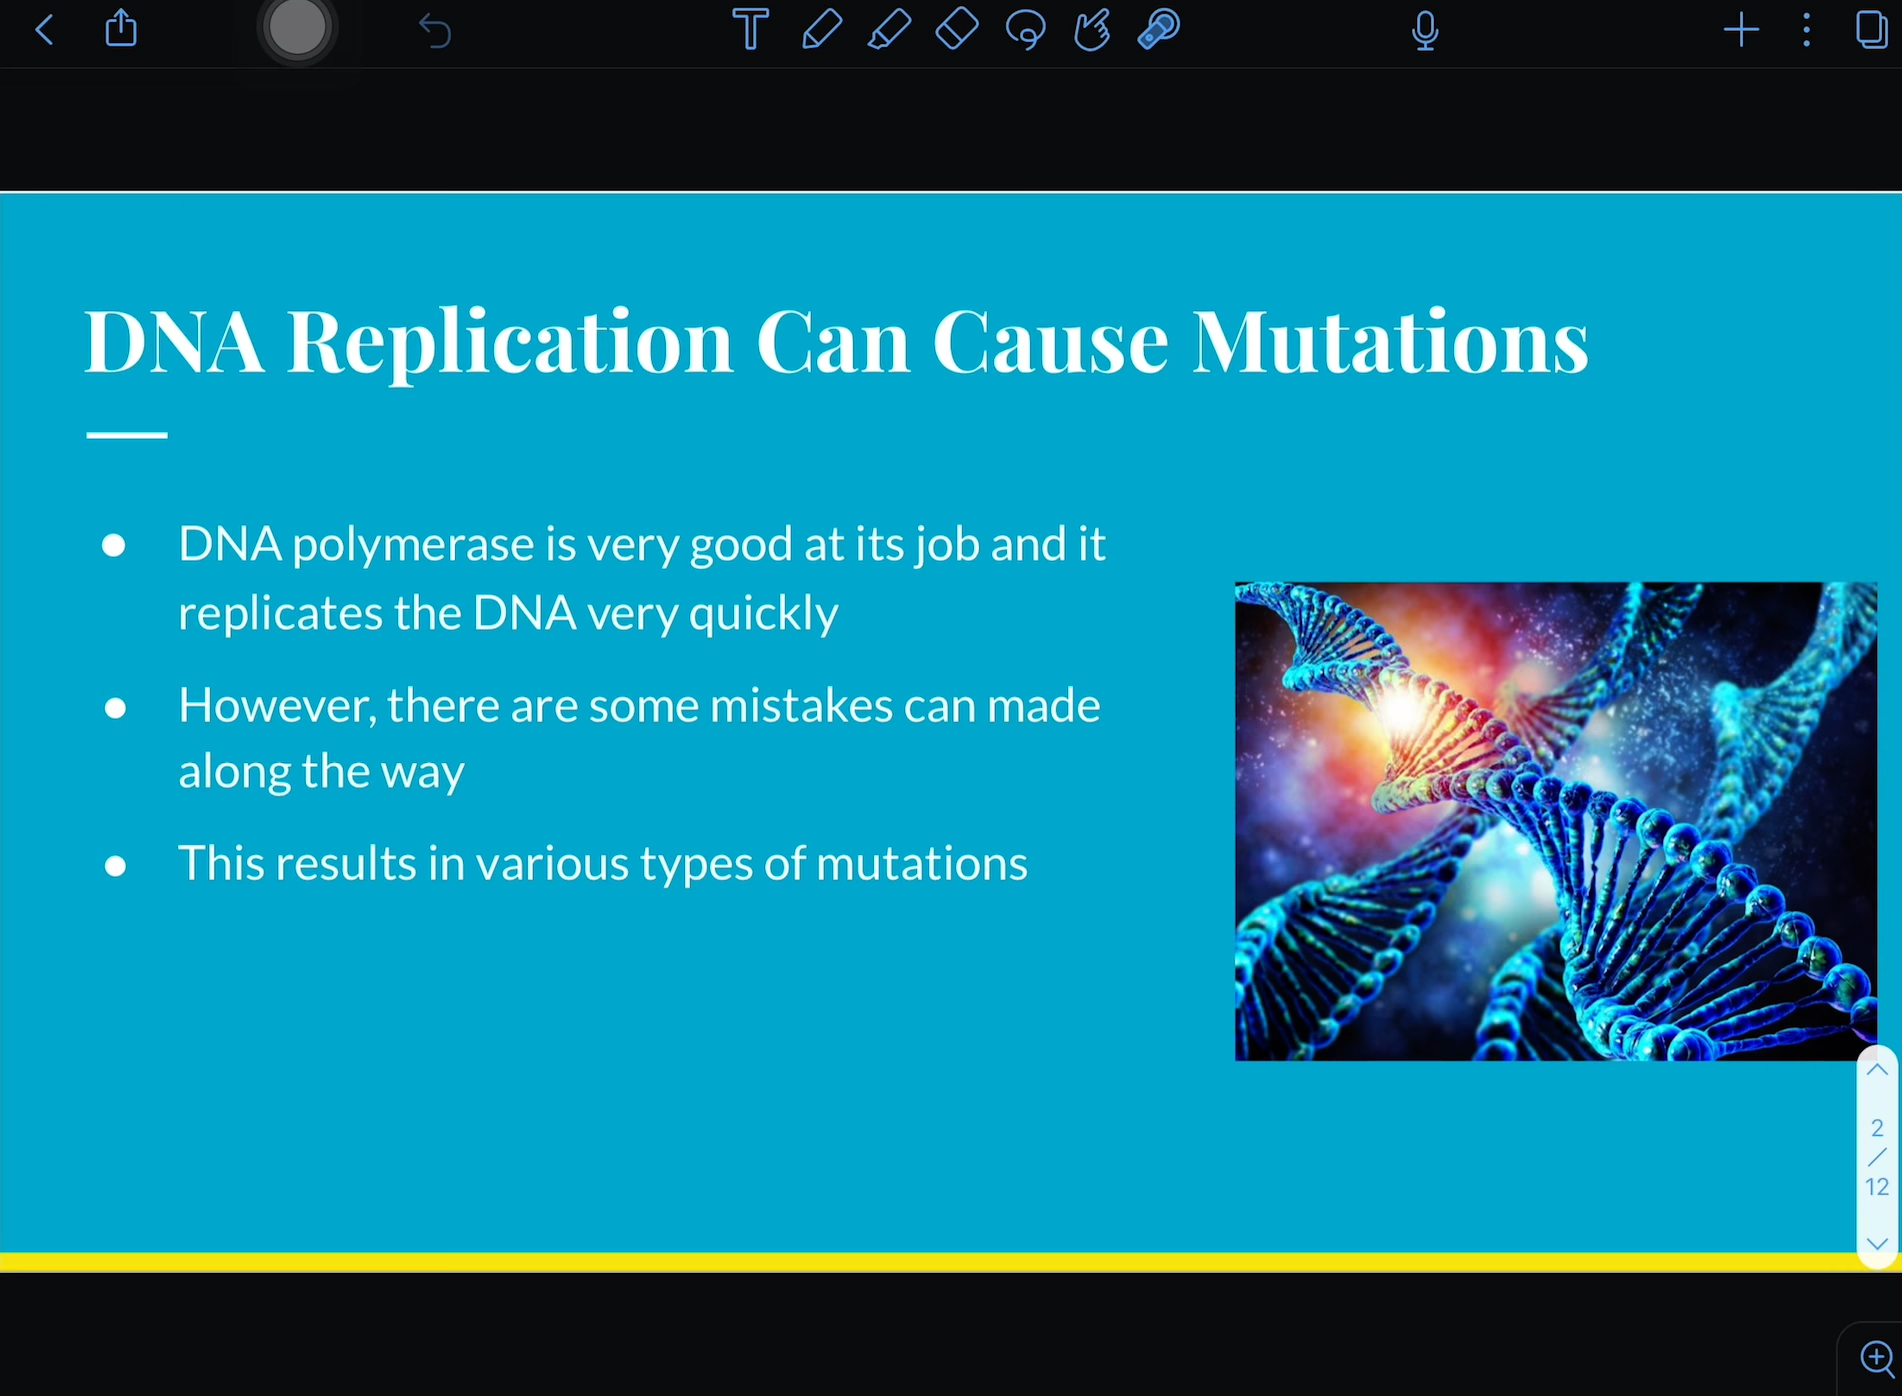 DNA Replication Can Cause Mutations
● DNA polymerase is very good at its job and it
replicates the DNA very quickly
● However, there are some mistakes can made
along the way
● This results in various types of mutations
2
/
12